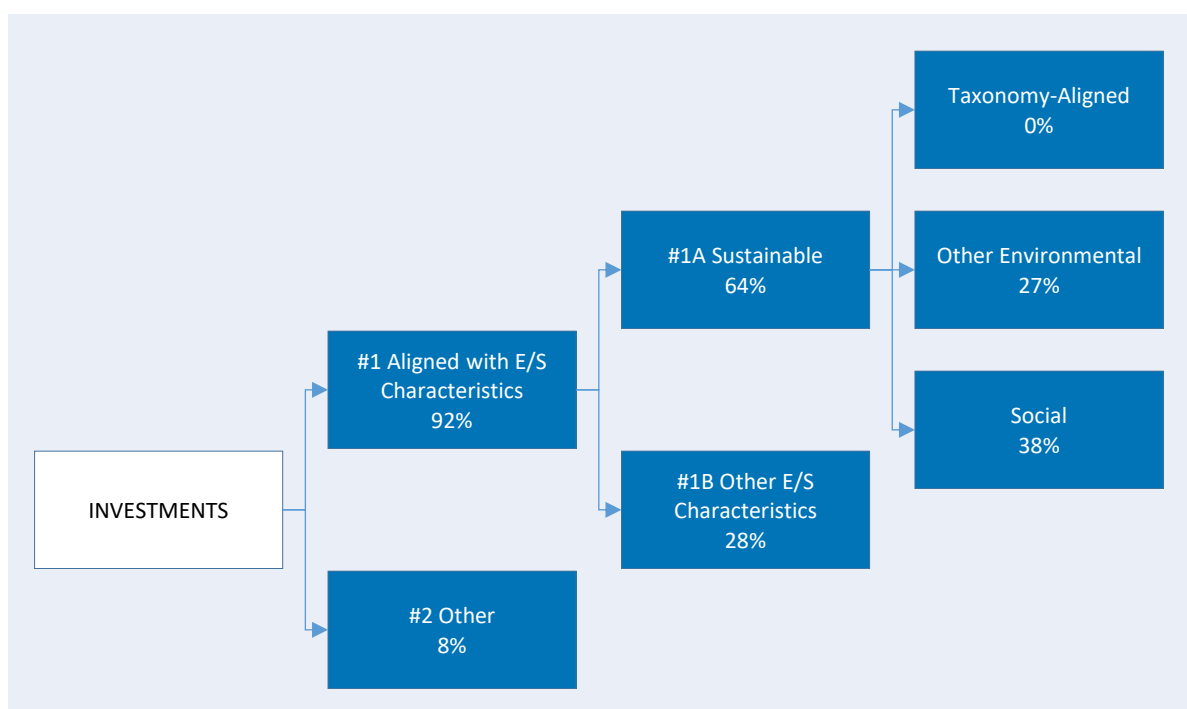 INVESTMENTS
#1 Aligned with E/S
Characteristics
92%
#2 Other
8%
#1A Sustainable
64%
#1B Other E/S
Characteristics
28%
Taxonomy-Aligned
0%
Other Environmental
27%
Social
38%